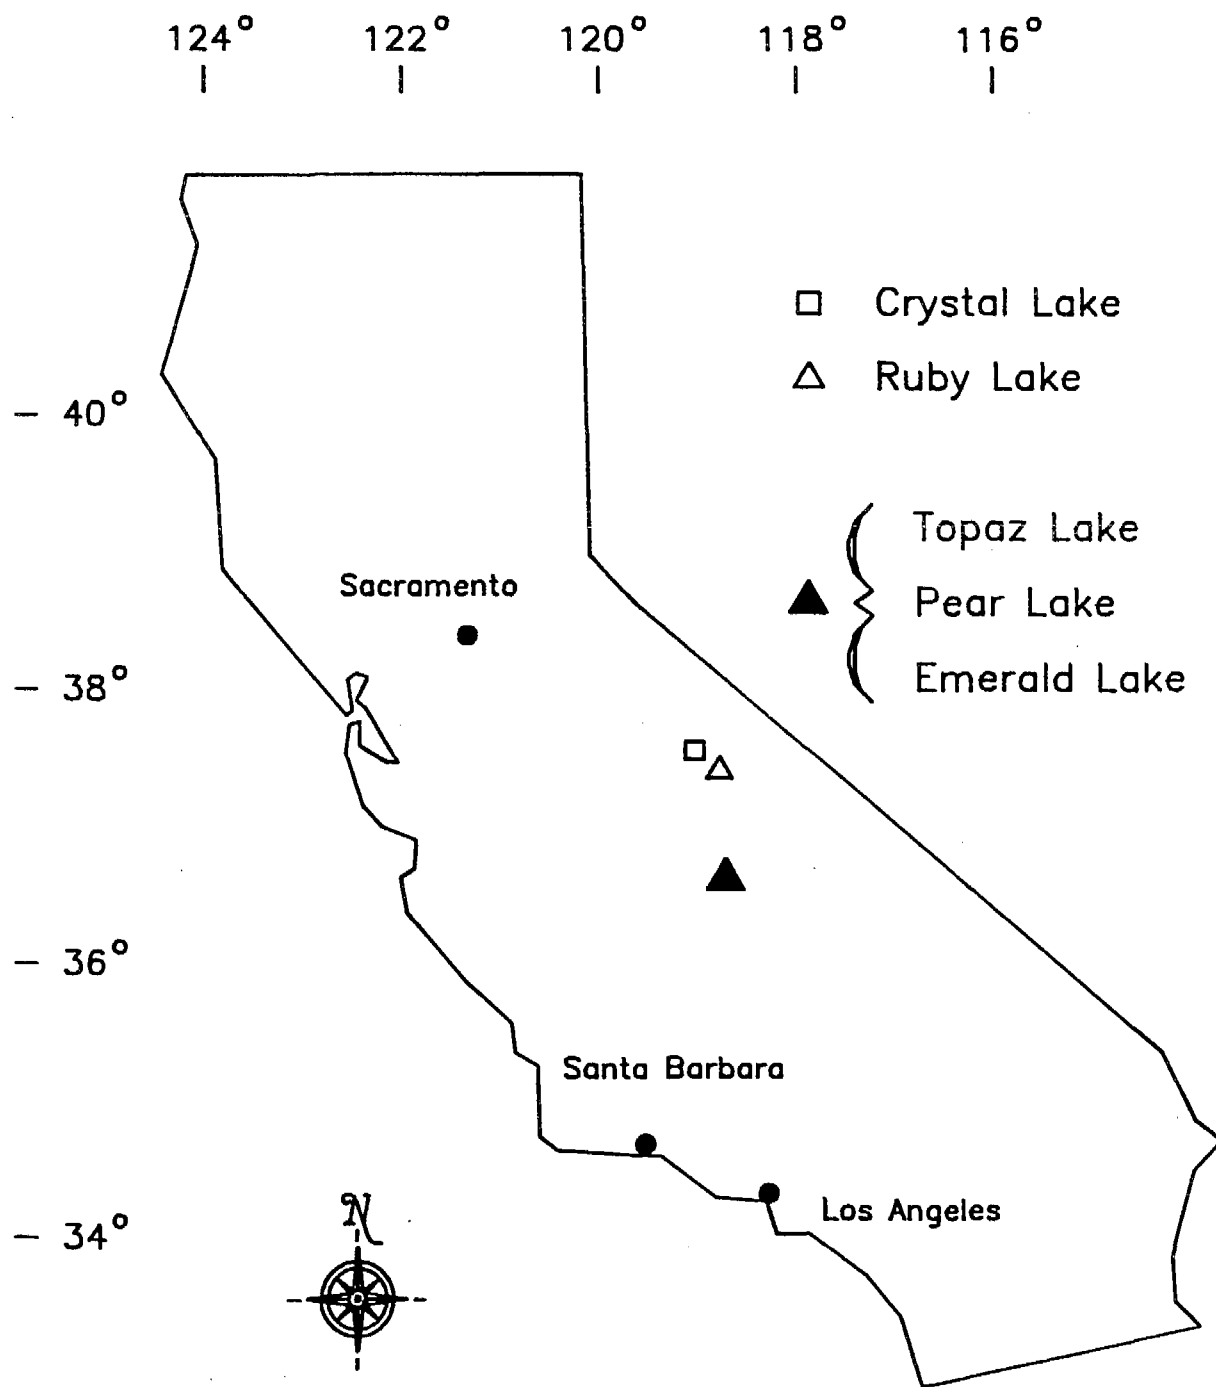 124° 122° 120° 118° 116°
Crystal Lake
Ruby Lake
– 40°
Topaz Lake
Sacramento
Pear Lake
– 38°
Emerald Lake
– 36°
Santa Barbara
Los Angeles
– 34°
N